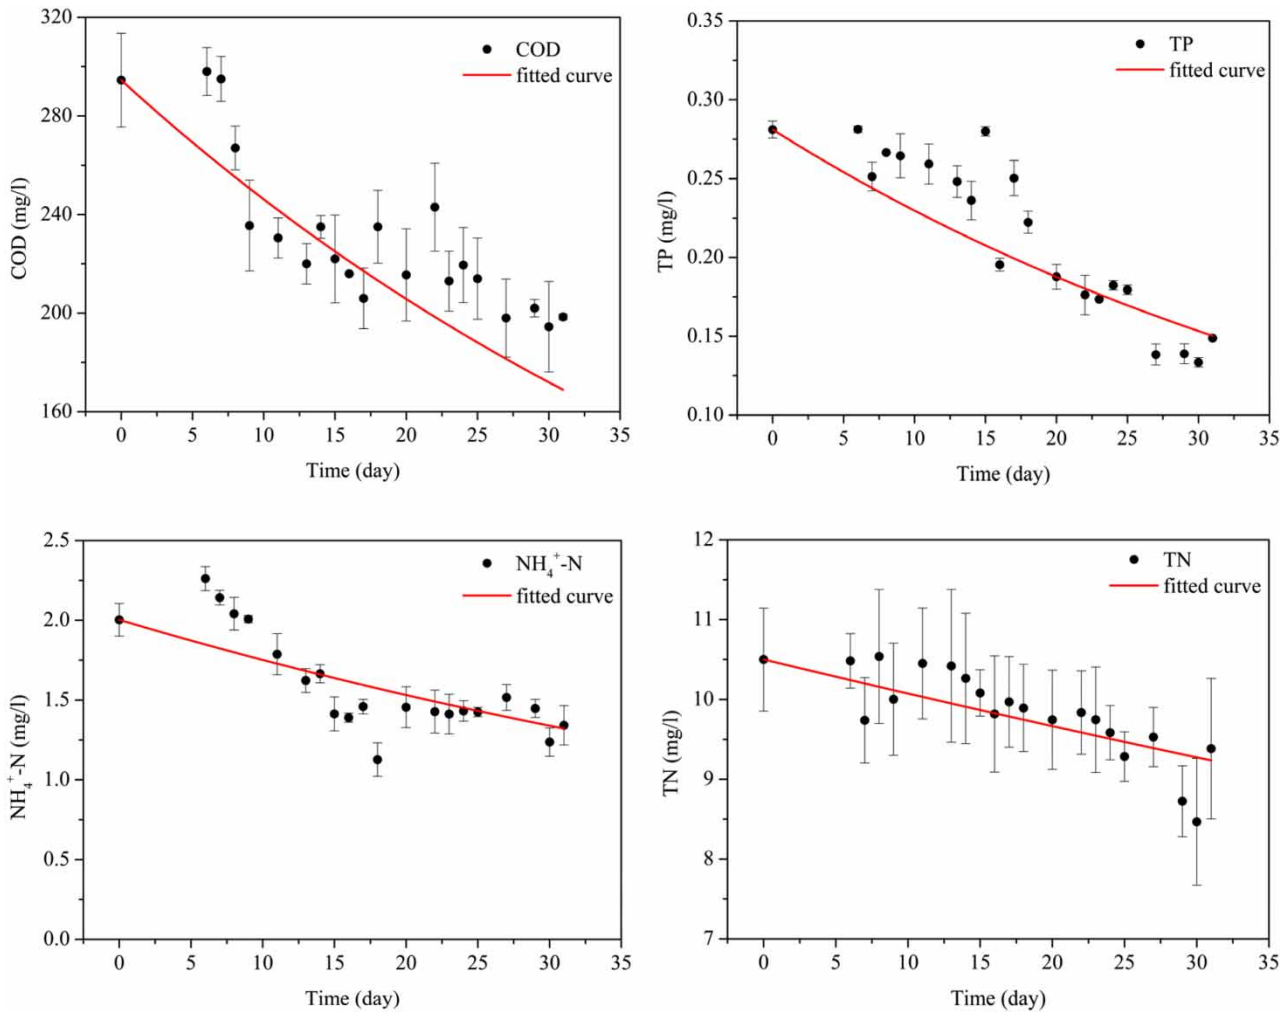 320
280
240
200
160
COD (mg/l)
COD
fitted curve
0 5 10 15 20 25 30 35
Time (day)
0.35
0.30
0.25
0.20
0.15
0.10
TP (mg/l)
TP
fitted curve
0 5 10 15 20 25 30 35
Time (day)
2.5
2.0
1.5
1.0
0.5
0.0
NH₄⁺-N (mg/l)
NH₄⁺-N
fitted curve
0 5 10 15 20 25 30 35
Time (day)
12
11
10
9
8
7
TN (mg/l)
TN
fitted curve
0 5 10 15 20 25 30 35
Time (day)